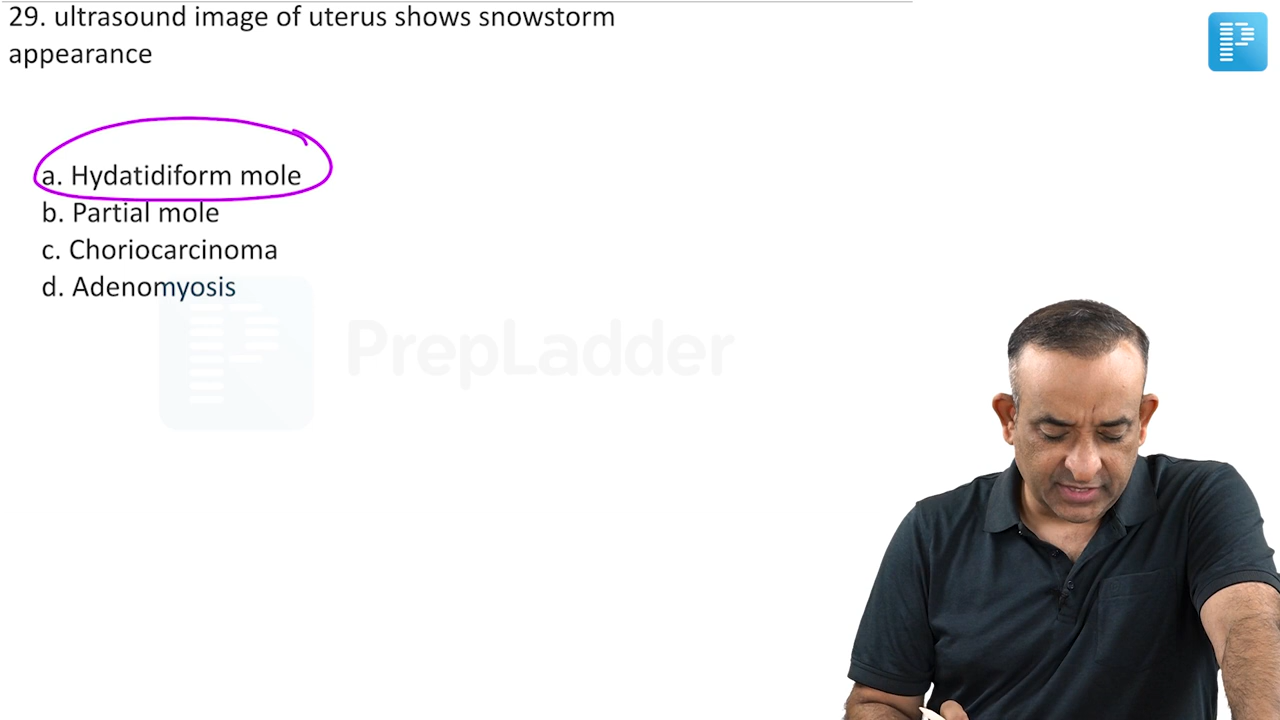 29. ultrasound image of uterus shows snowstorm
appearance
a. Hydatidiform mole
b. Partial mole
c. Choriocarcinoma
d. Adenomyosis
PrepLadder